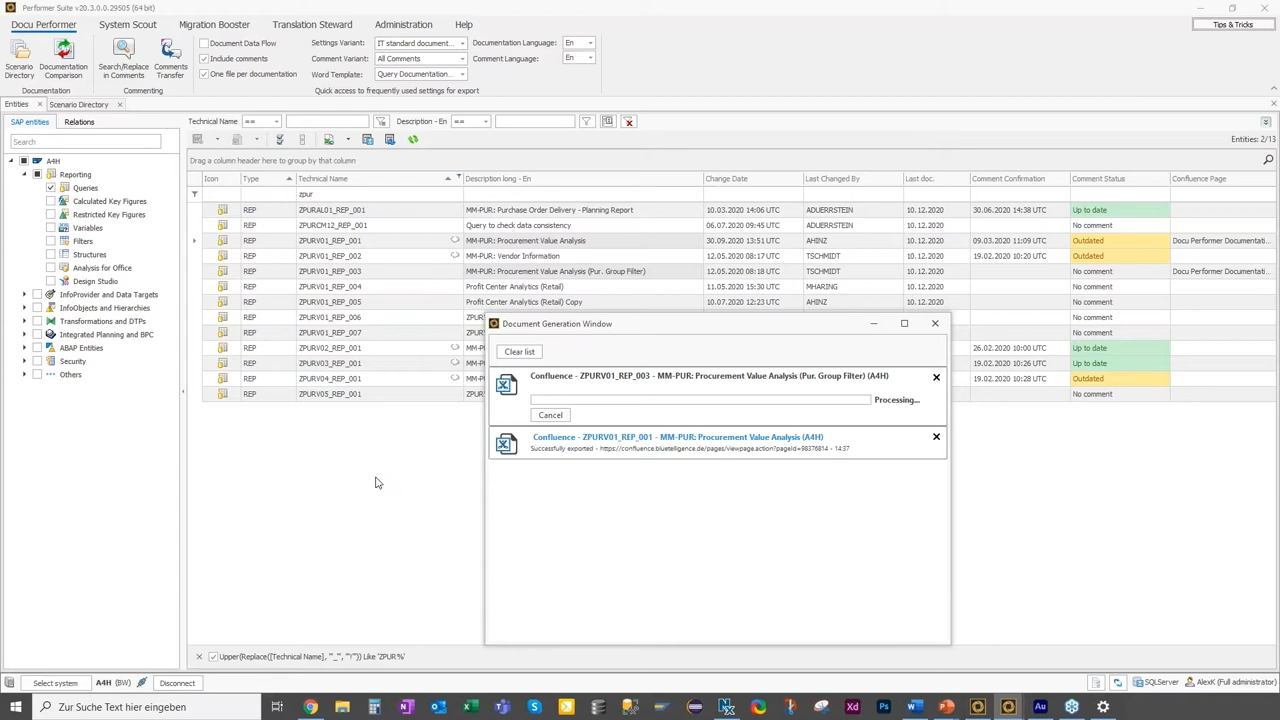 Performer Suite v20.3.0.0.29505 (64 bit)
Docu Performer System Scout Migration Booster Translation Steward Administration Help Tips & Tricks
Document Data Flow Settings Variant: IT standard document... Documentation Language: En
Include comments Comment Variant: All Comments Comment Language: En
One file per documentation Word Template: Query Documentation...
Scenario Directory
Documentation Comparison
Search/Replace in Comments
Comments Transfer
Documentation Commenting Quick access to frequently used settings for export
Entities Scenario Directory
SAP entities Relations Technical Name == Description - En ==
Search Entities: 2/13
Drag a column header here to group by that column
A4H
Reporting
Queries
Calculated Key Figures
Restricted Key Figures
Variables
Filters
Structures
Analysis for Office
Design Studio
InfoProvider and Data Targets
InfoObjects and Hierarchies
Transformations and DTPs
Integrated Planning and BPC
ABAP Entities
Security
Others
Icon Type Technical Name Description long - En Change Date Last Changed By Last doc. Comment Confirmation Comment Status Confluence Page
zpur
REP ZPURAL01_REP_001 MM-PUR: Purchase Order Delivery - Planning Report 10.03.2020 14:06 UTC ADUERRSTEIN 10.12.2020 30.06.2020 14:38 UTC Up to date
REP ZPURCM12_REP_001 Query to check data consistency 06.07.2020 09:45 UTC ADUERRSTEIN 10.12.2020 No comment
REP ZPURV01_REP_001 MM-PUR: Procurement Value Analysis 30.09.2020 13:51 UTC AHINZ 10.12.2020 09.03.2020 11:09 UTC Outdated Docu Performer Documentati...
REP ZPURV01_REP_002 MM-PUR: Vendor Information 12.05.2020 08:17 UTC TSCHMIDT 10.12.2020 19.02.2020 10:20 UTC Outdated
REP ZPURV01_REP_003 MM-PUR: Procurement Value Analysis (Pur. Group Filter) 12.05.2020 08:18 UTC TSCHMIDT 10.12.2020 No comment Docu Performer Documentati...
REP ZPURV01_REP_004 Profit Center Analytics (Retail) 11.05.2020 15:30 UTC MHARING 10.12.2020 No comment
REP ZPURV01_REP_005 Profit Center Analytics (Retail) Copy 10.07.2020 12:23 UTC AHINZ 10.12.2020 No comment
REP ZPURV01_REP_006 No comment
REP ZPURV01_REP_007 No comment
REP ZPURV02_REP_001 MM-P 26.02.2020 10:00 UTC Up to date
REP ZPURV03_REP_001 MM-P 19.02.2020 10:26 UTC Up to date
REP ZPURV04_REP_001 MM-P 19.02.2020 10:28 UTC Outdated
REP ZPURV05_REP_001 No comment
Document Generation Window
Clear list
Confluence - ZPURV01_REP_003 - MM-PUR: Procurement Value Analysis (Pur. Group Filter) (A4H)
Processing...
Cancel
Confluence - ZPURV01_REP_001 - MM-PUR: Procurement Value Analysis (A4H)
Successfully exported - https://confluence.bluetelligence.de/pages/viewpage.action?pageId=98376814 - 14:37
Upper(Replace([Technical Name], '"_"', '"!"')) Like 'ZPUR%'
Select system A4H (BW) Disconnect SQLServer AlexK (Full administrator)
Zur Suche Text hier eingeben